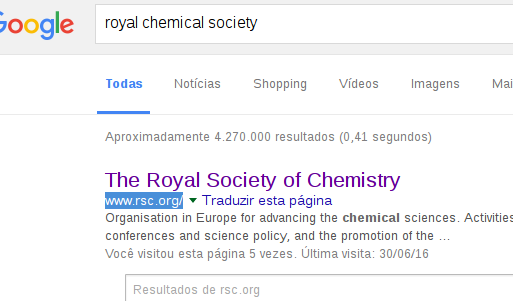 Google
royal chemical society
Todas Notícias Shopping Vídeos Imagens Mai
Aproximadamente 4.270.000 resultados (0,41 segundos)
The Royal Society of Chemistry
www.rsc.org/ Traduzir esta página
Organisation in Europe for advancing the chemical sciences. Activities
conferences and science policy, and the promotion of the ...
Você visitou esta página 5 vezes. Última visita: 30/06/16
Resultados de rsc.org